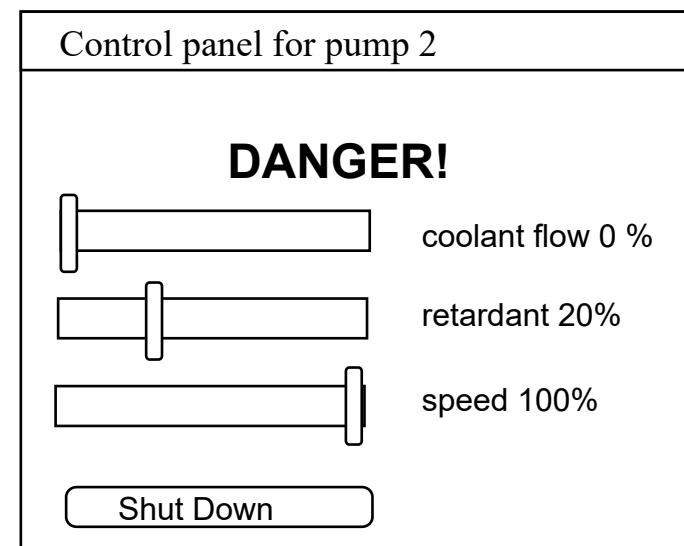 Control panel for pump 2
DANGER!
coolant flow 0 %
retardant 20%
speed 100%
Shut Down